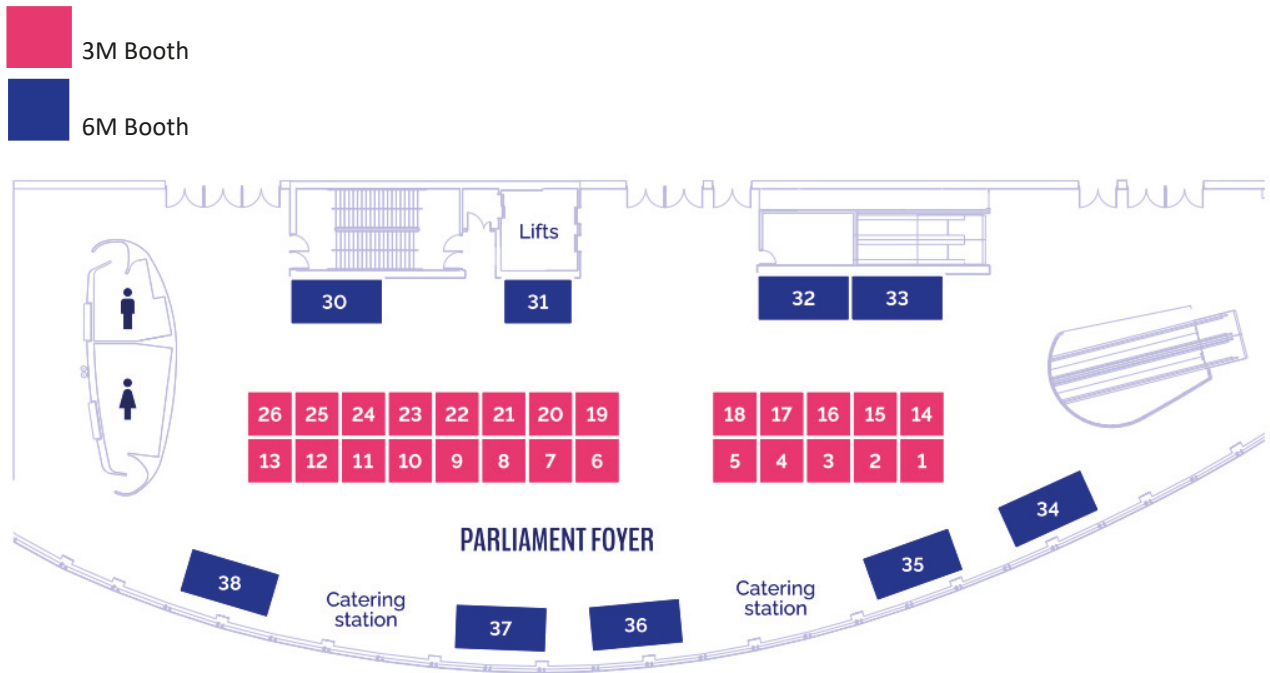 3M Booth
6M Booth
Lifts
30
31
32
33
26 25 24 23 22 21 20 19
18 17 16 15 14
13 12 11 10 9 8 7 6
5 4 3 2 1
34
PARLIAMENT FOYER
35
38
Catering
station
Catering
station
37
36